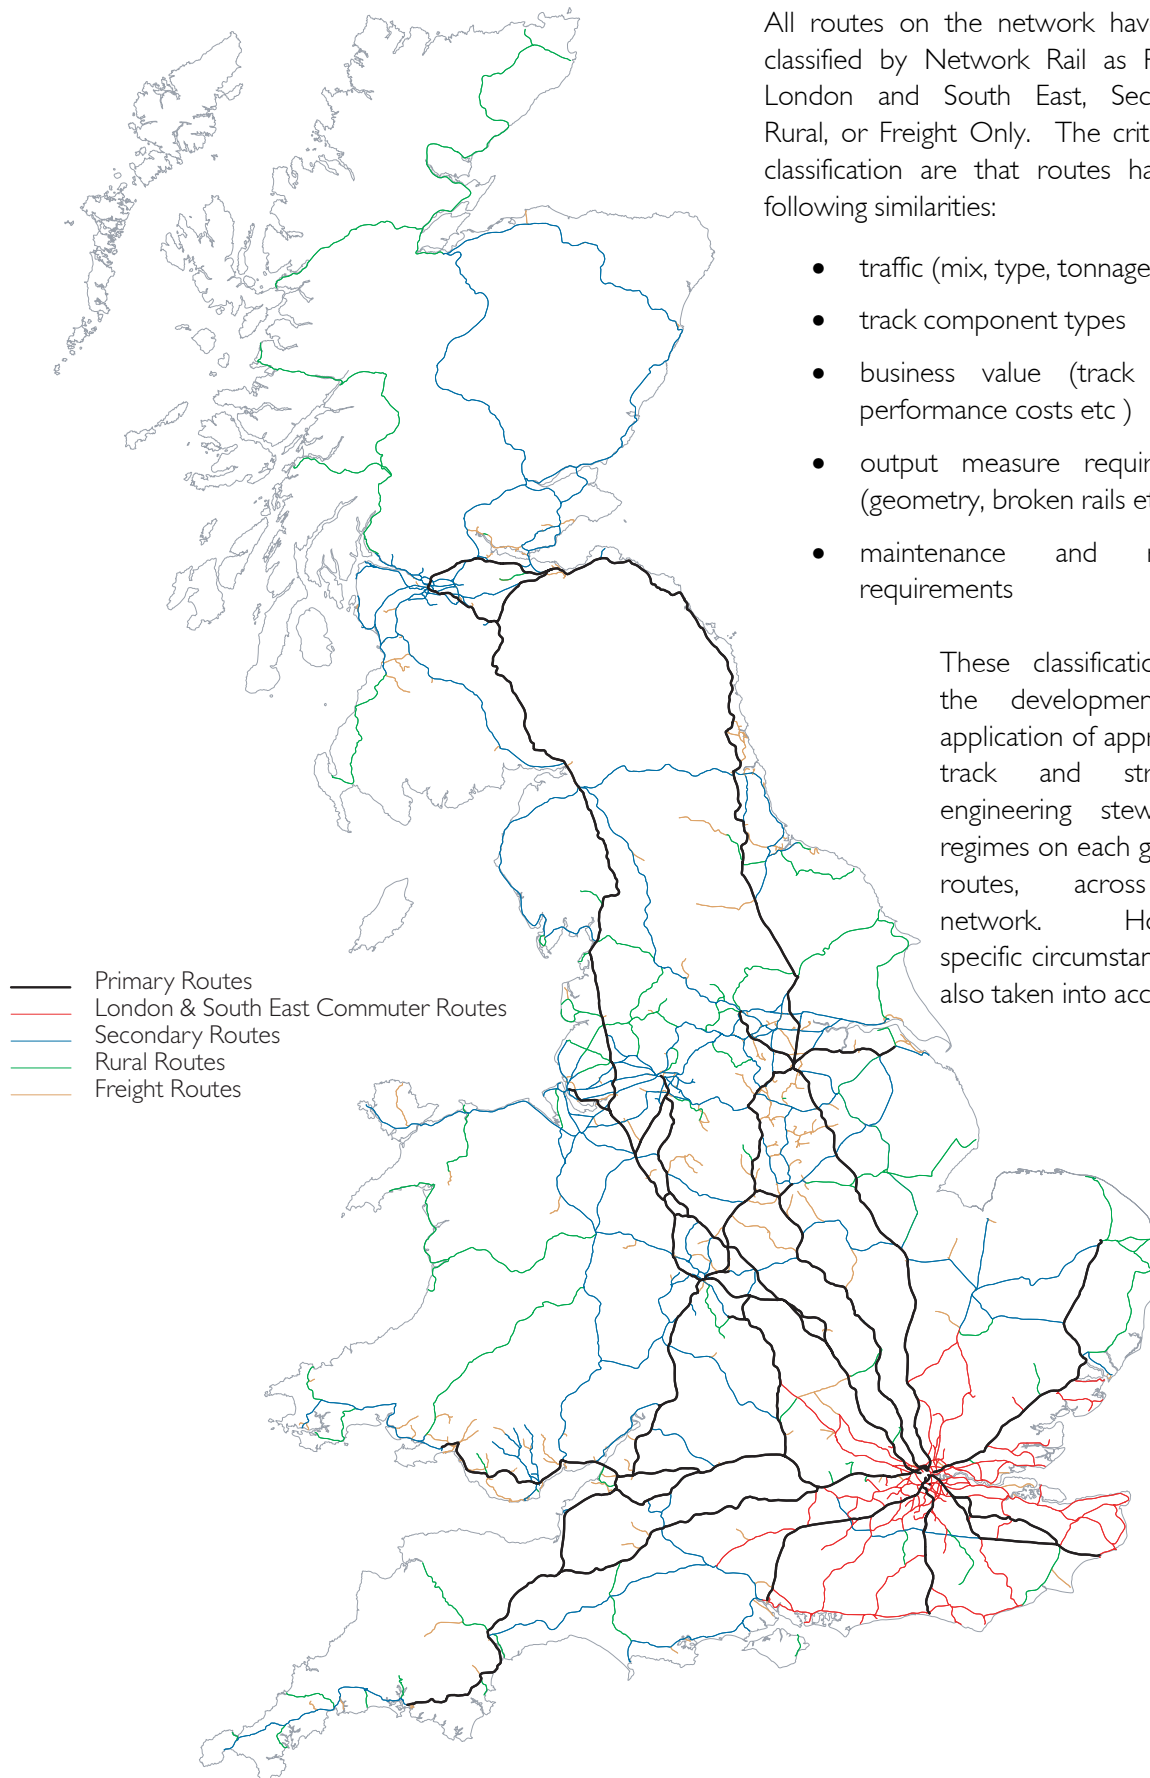 All routes on the network hav
classified by Network Rail as
London and South East, Sec
Rural, or Freight Only. The crit
classification are that routes ha
following similarities:
• traffic (mix, type, tonnage
• track component types
• business value (track
performance costs etc )
• output measure requir
(geometry, broken rails et
• maintenance and
requirements
These classificatio
the developmen
application of appr
track and str
engineering stew
regimes on each g
routes, across
network. Ho
specific circumstan
also taken into acc
Primary Routes
London & South East Commuter Routes
Secondary Routes
Rural Routes
Freight Routes